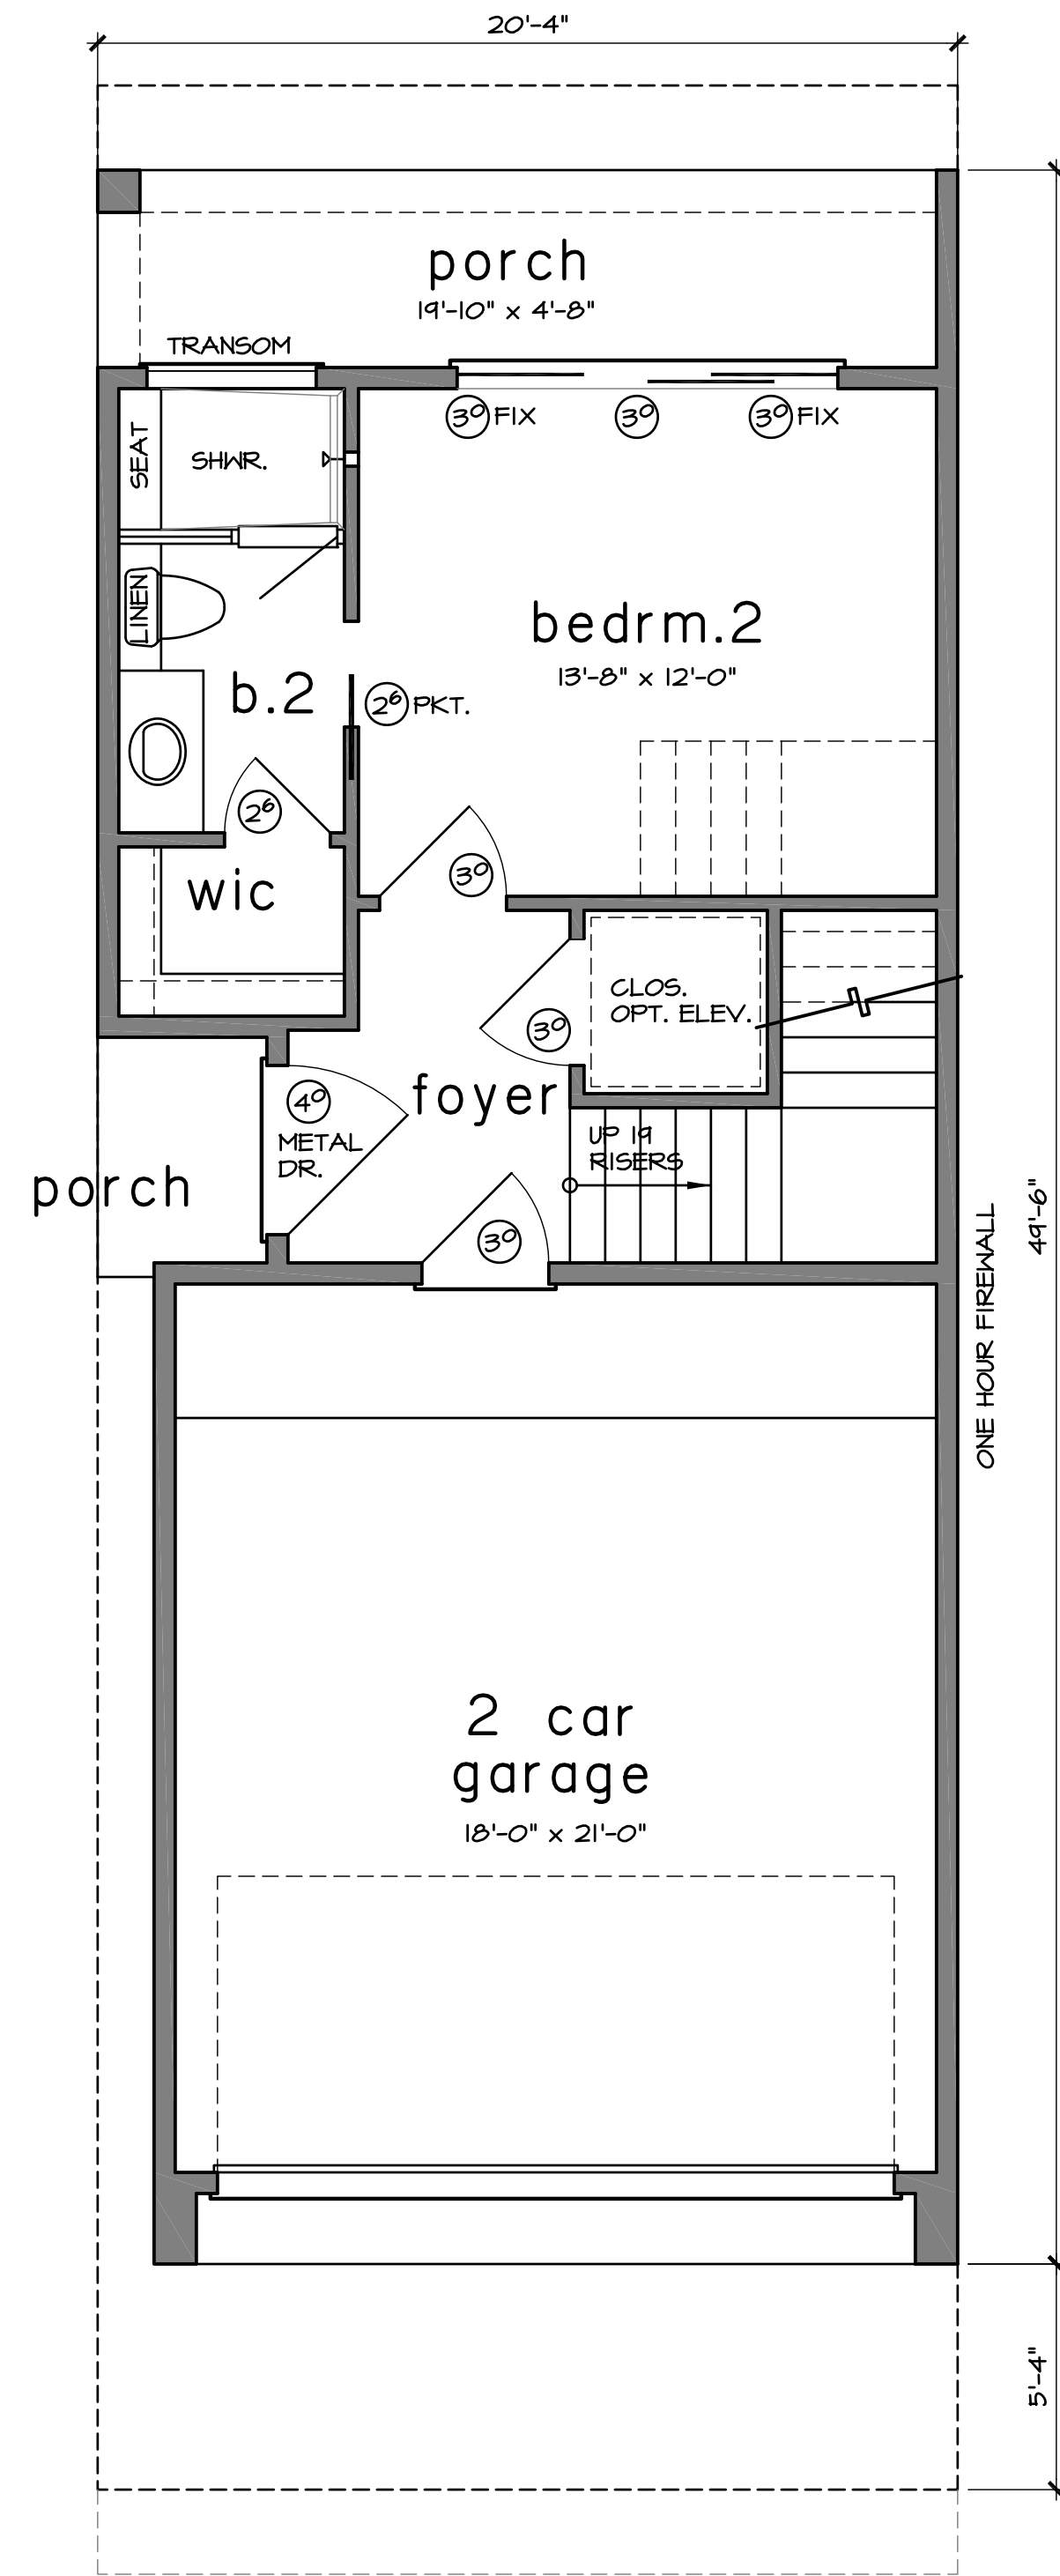 20'-4"
porch
19'-10" x 4'-8"
TRANSOM
3⁰ FIX
3⁰
3⁰ FIX
SEAT
SHWR.
LINEN
bedrm.2
13'-8" x 12'-0"
b.2
2⁶ PKT.
2⁶
3⁰
wic
CLOS.
OPT. ELEV.
3⁰
foyer
4⁰
METAL
DR.
UP 19
RISERS
porch
3⁰
49'-6"
ONE HOUR FIREWALL
2 car
garage
18'-0" x 21'-0"
5'-4"